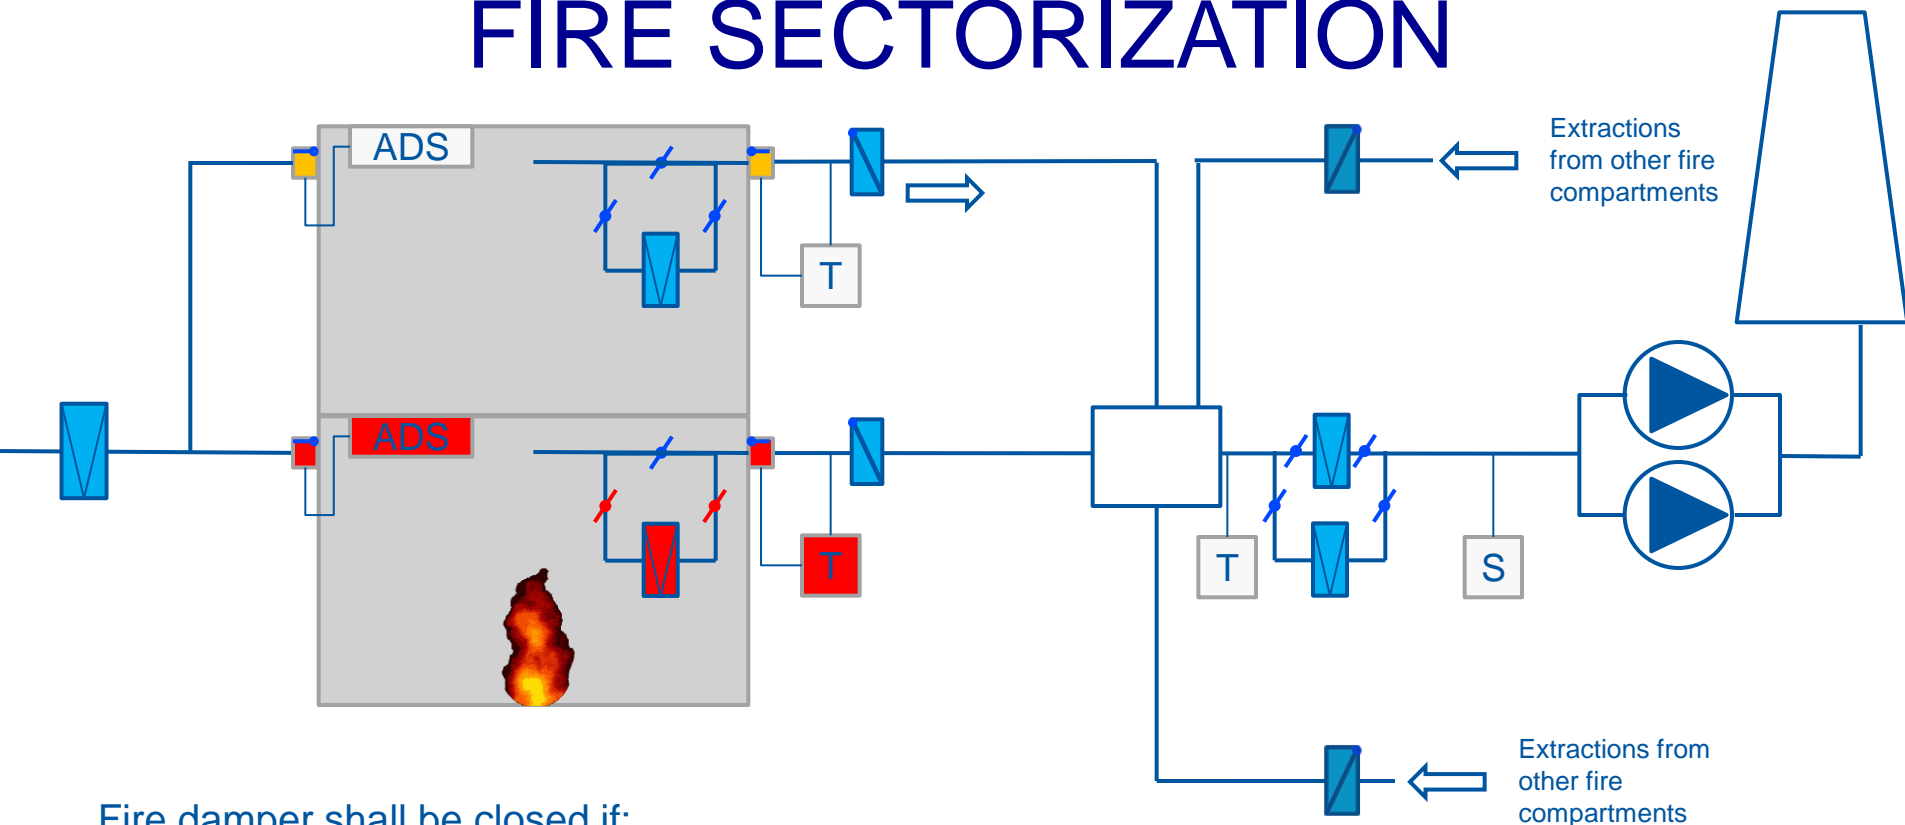 FIRE SECTORIZATION
Extractions
from other fire
compartments
ADS
T
ADS
T
T
S
Extractions from
other fire
compartments
Fire damper shall be closed if: